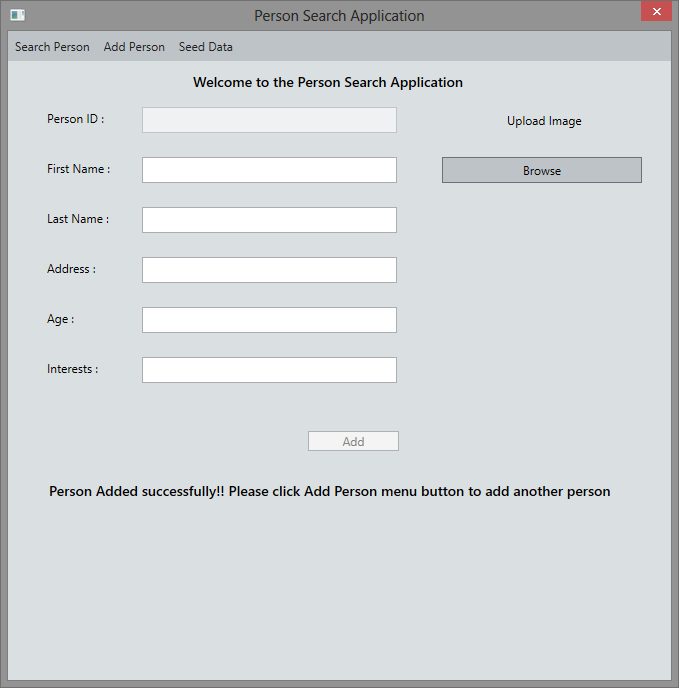 Person Search Application
Search Person Add Person Seed Data
Welcome to the Person Search Application
Person ID :
Upload Image
First Name :
Browse
Last Name :
Address :
Age :
Interests :
Add
Person Added successfully!! Please click Add Person menu button to add another person